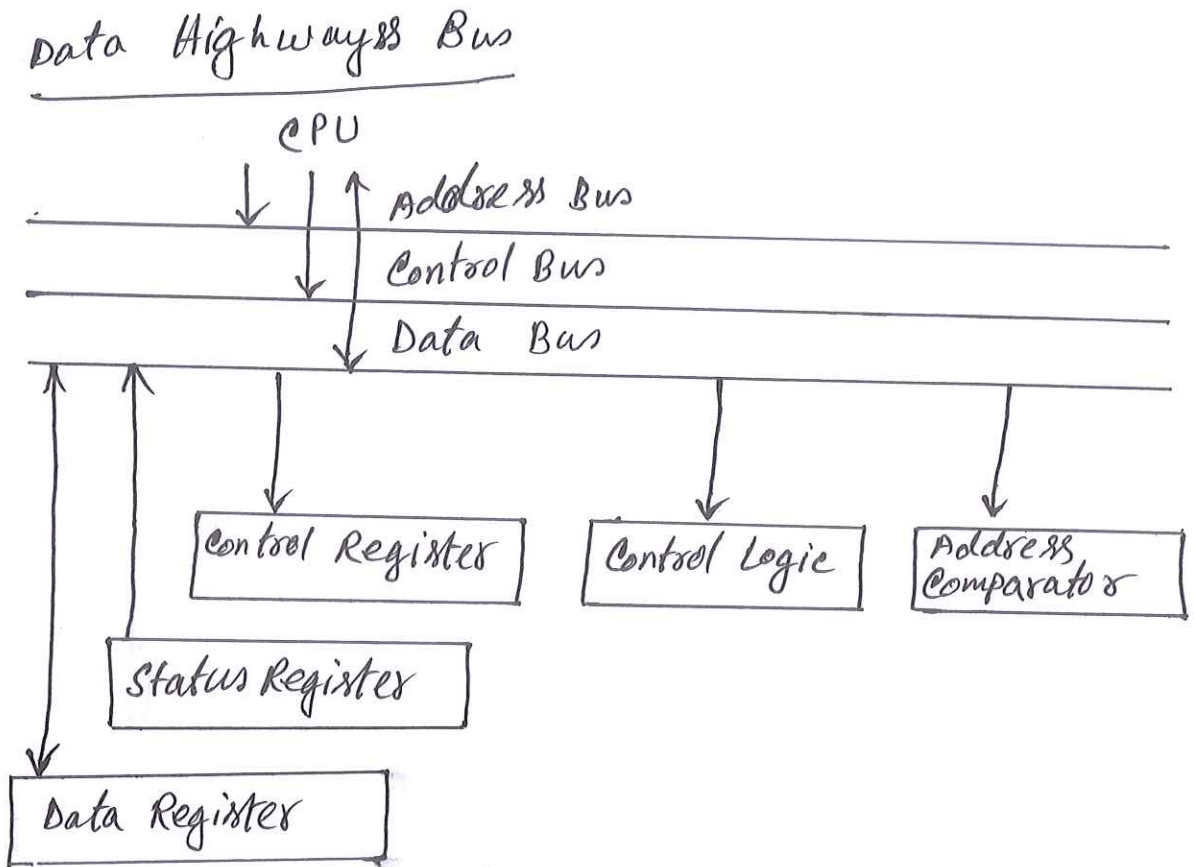 Data Highwayss Bus
CPU
Address Bus
Control Bus
Data Bus
Control Register
Control Logic
Address
Comparator
Status Register
Data Register